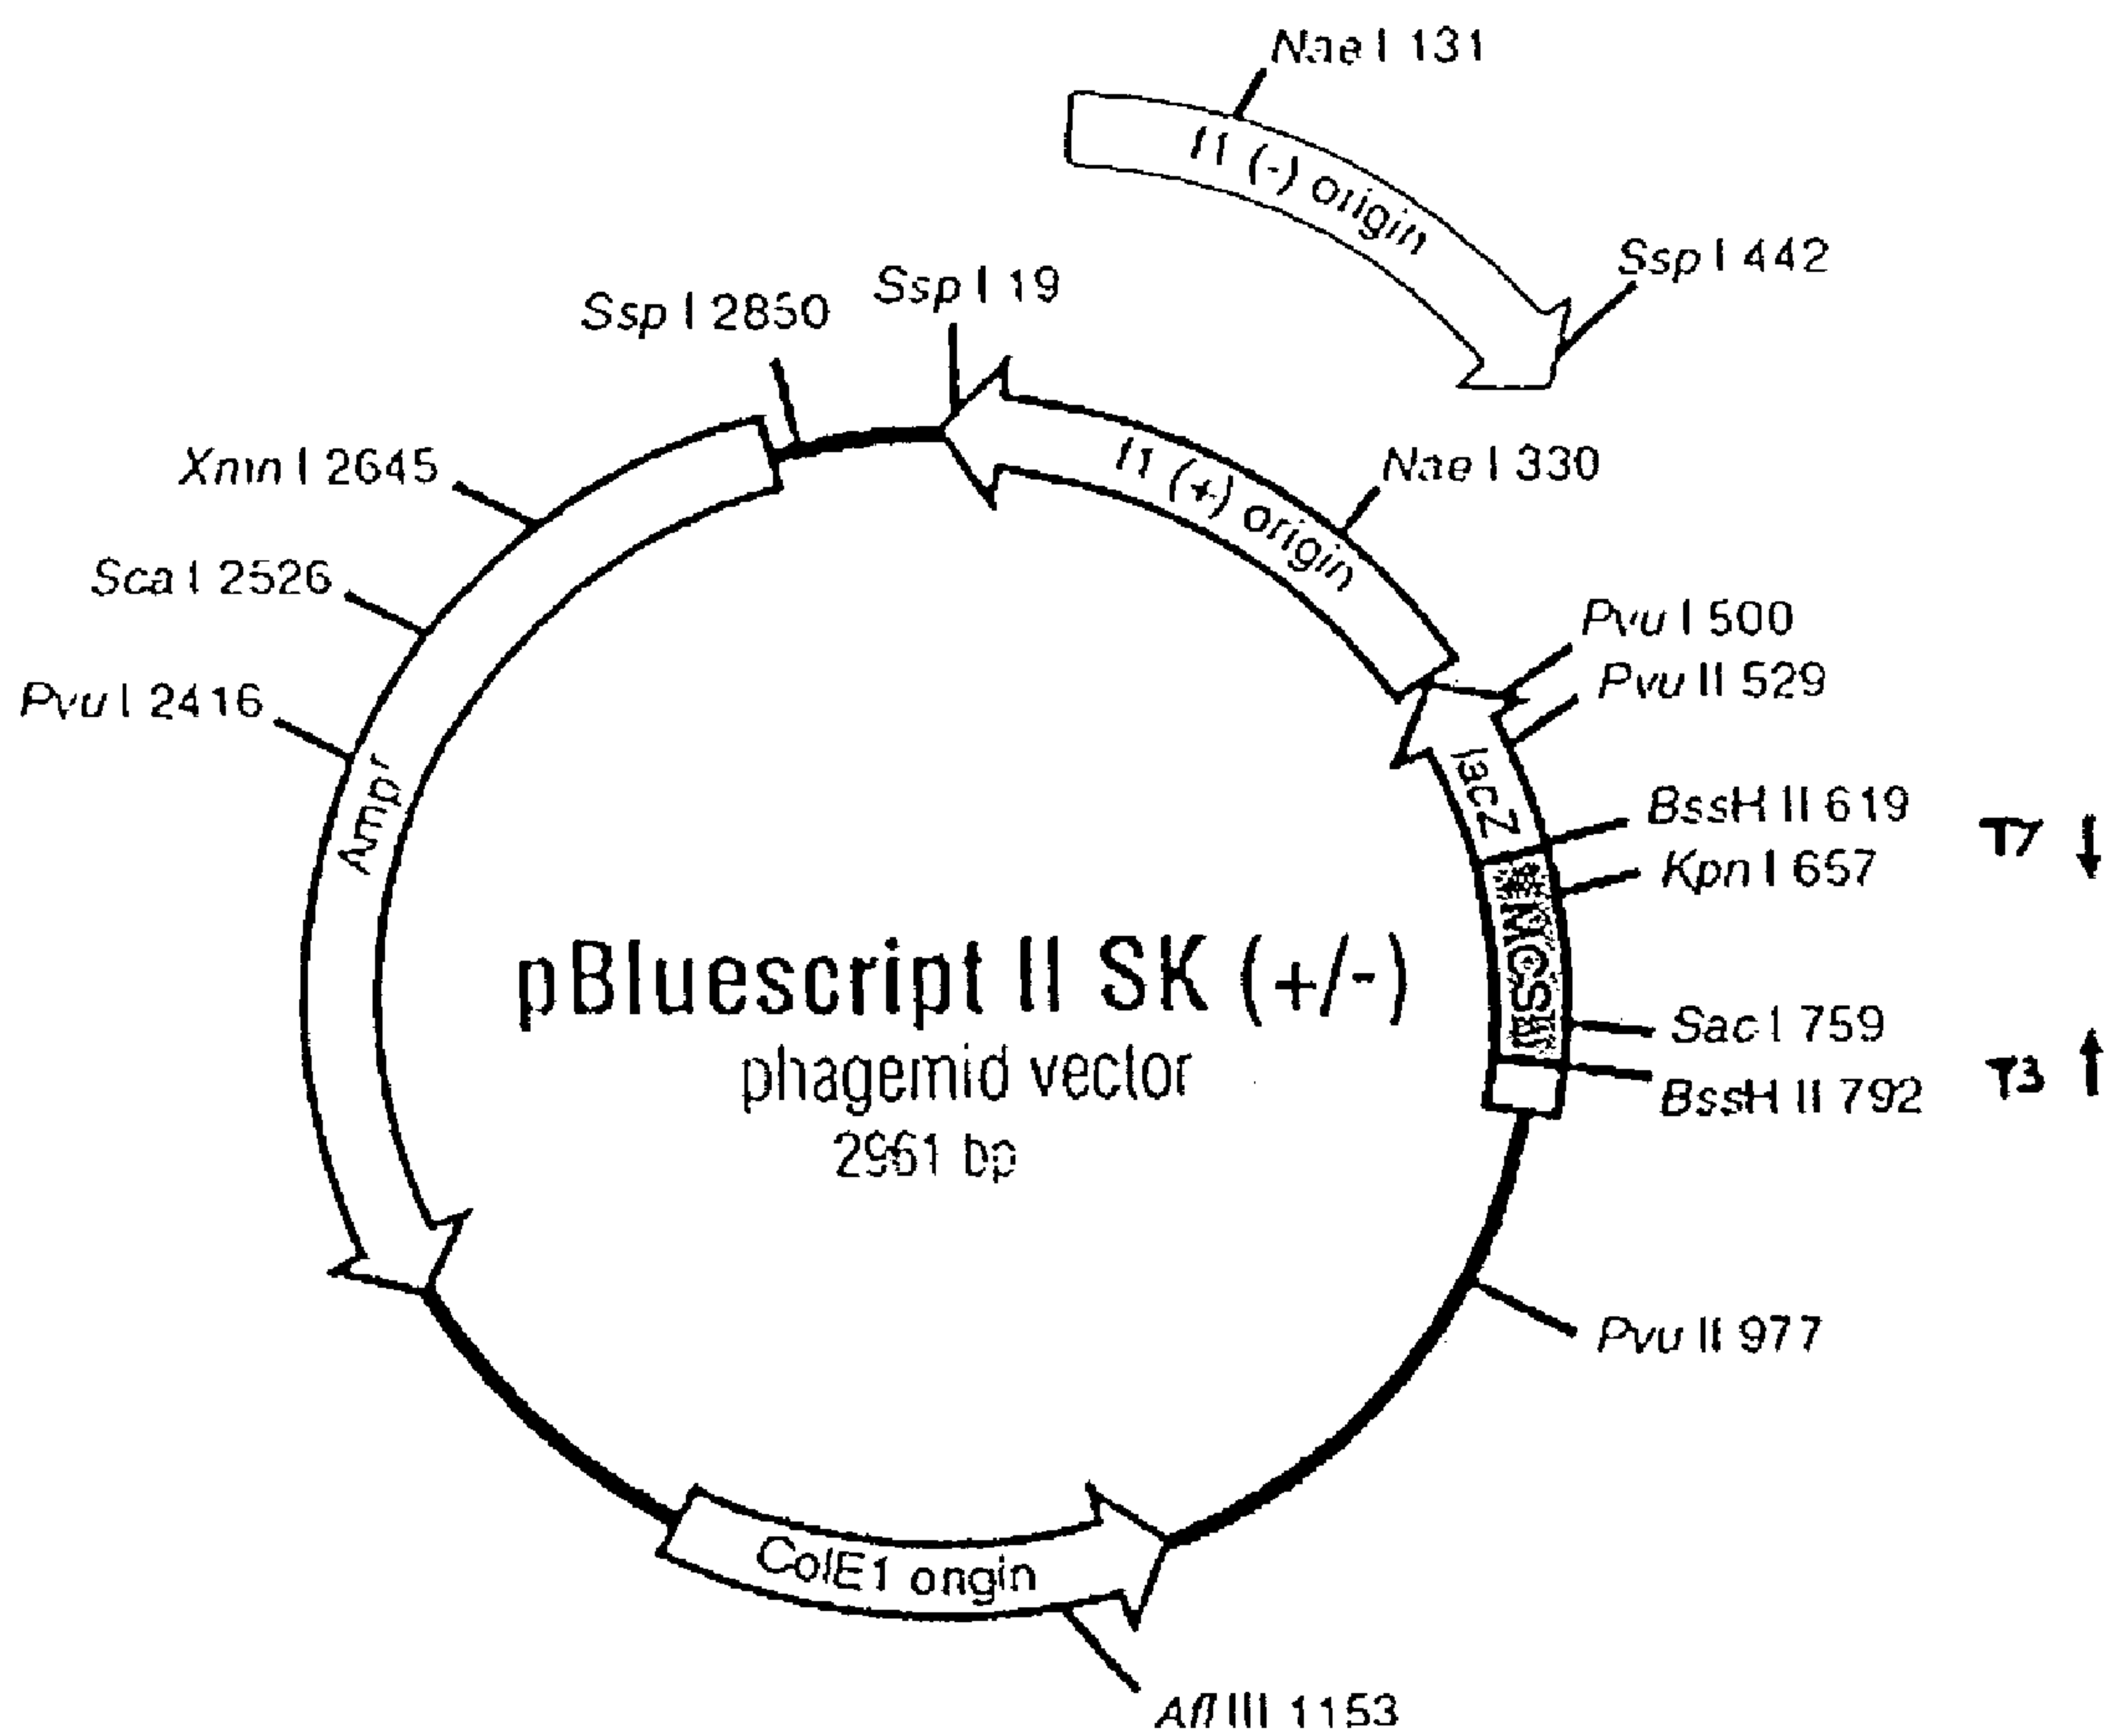 Nae I 131
f1 (-) origin
Ssp I 442
Ssp I 19
Ssp I 2850
f1 (+) origin
Nae I 330
Xmn I 2645
Sca I 2526
Pvu I 2416
Ampr
Pvu I 500
Pvu II 529
lacZ
BssH II 619
T7
Kpn I 657
MCS
pBluescript II SK (+/-)
phagemid vector
2961 bp
Sac I 759
BssH II 792
T3
Pvu II 977
ColE1 origin
Afl III 1153